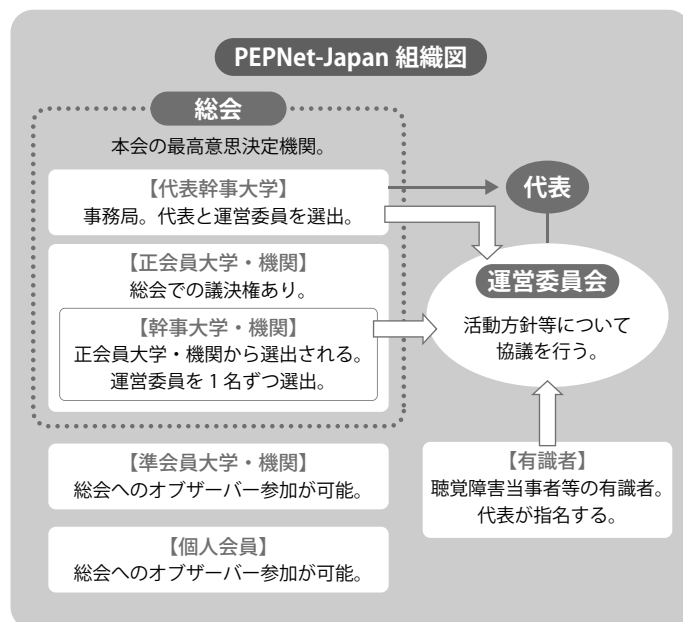 PEPNet-Japan 組織図
総会
本会の最高意思決定機関。
【代表幹事大学】
事務局。代表と運営委員を選出。
【正会員大学・機関】
総会での議決権あり。
【幹事大学・機関】
正会員大学・機関から選出される。
運営委員を1名ずつ選出。
【準会員大学・機関】
総会へのオブザーバー参加が可能。
【個人会員】
総会へのオブザーバー参加が可能。
代表
運営委員会
活動方針等について
協議を行う。
【有識者】
聴覚障害当事者等の有識者。
代表が指名する。